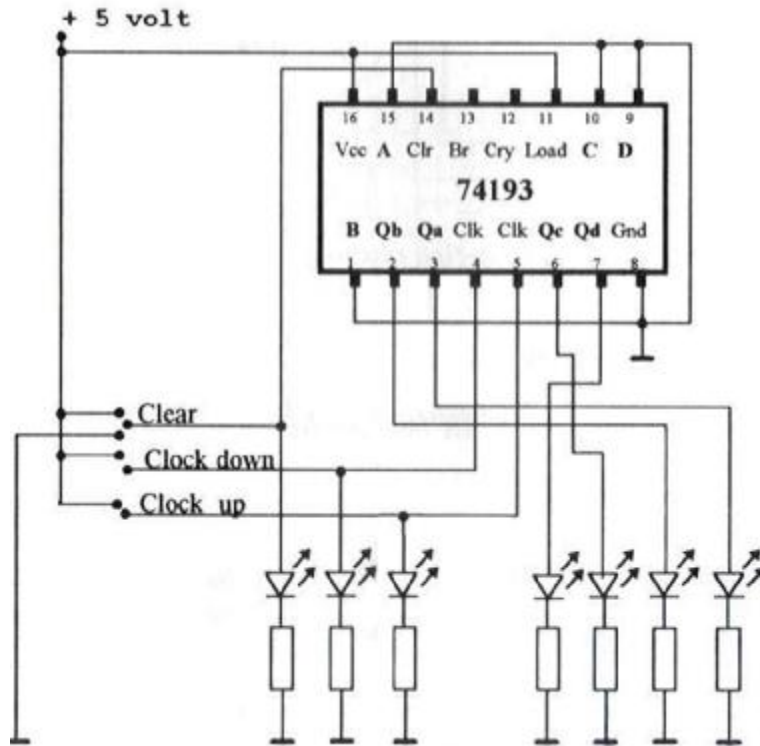 + 5 volt
16 15 14 13 12 11 10 9
Vcc A Clr Br Cry Load C D
74193
B Qb Qa Clk Clk Qc Qd Gnd
1 2 3 4 5 6 7 8
Clear
Clock down
Clock up